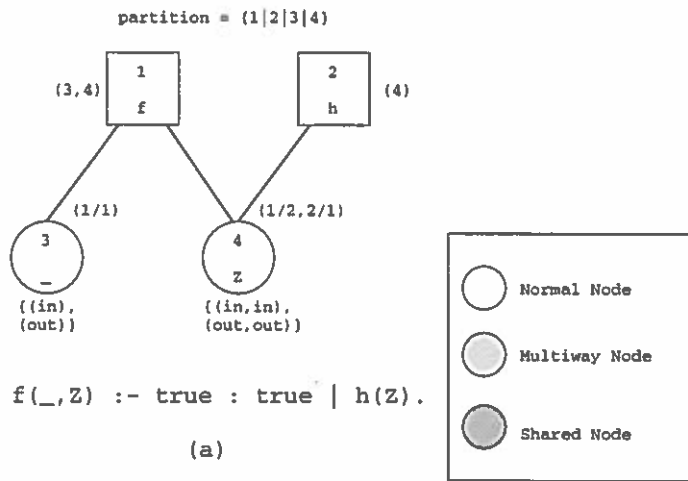 partition = (1|2|3|4)
1
2
(3,4)
(4)
f
h
(1/1)
(1/2,2/1)
3
4
_
Z
{(in),
(out)}
{(in,in),
(out,out)}
Normal Node
Multiway Node
Shared Node
f(_,Z) :- true : true | h(Z).
(a)